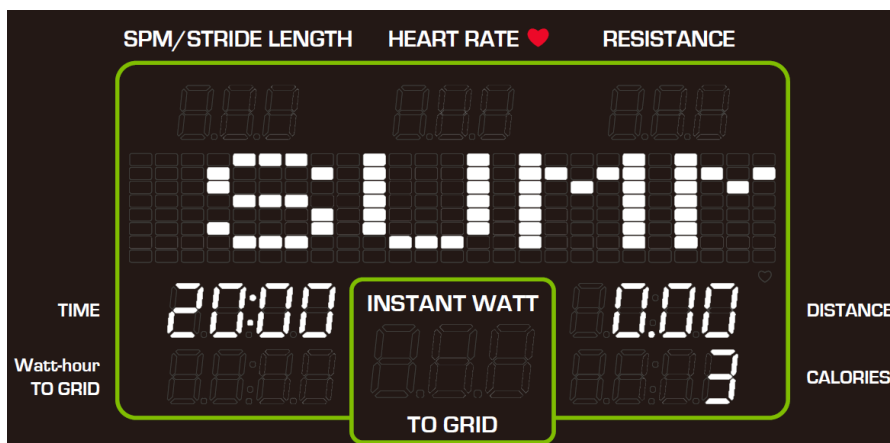 SPM/STRIDE LENGTH HEART RATE RESISTANCE
SUMM
TIME 20:00 INSTANT WATT 0.00 DISTANCE
Watt-hour
TO GRID 3 CALORIES
TO GRID